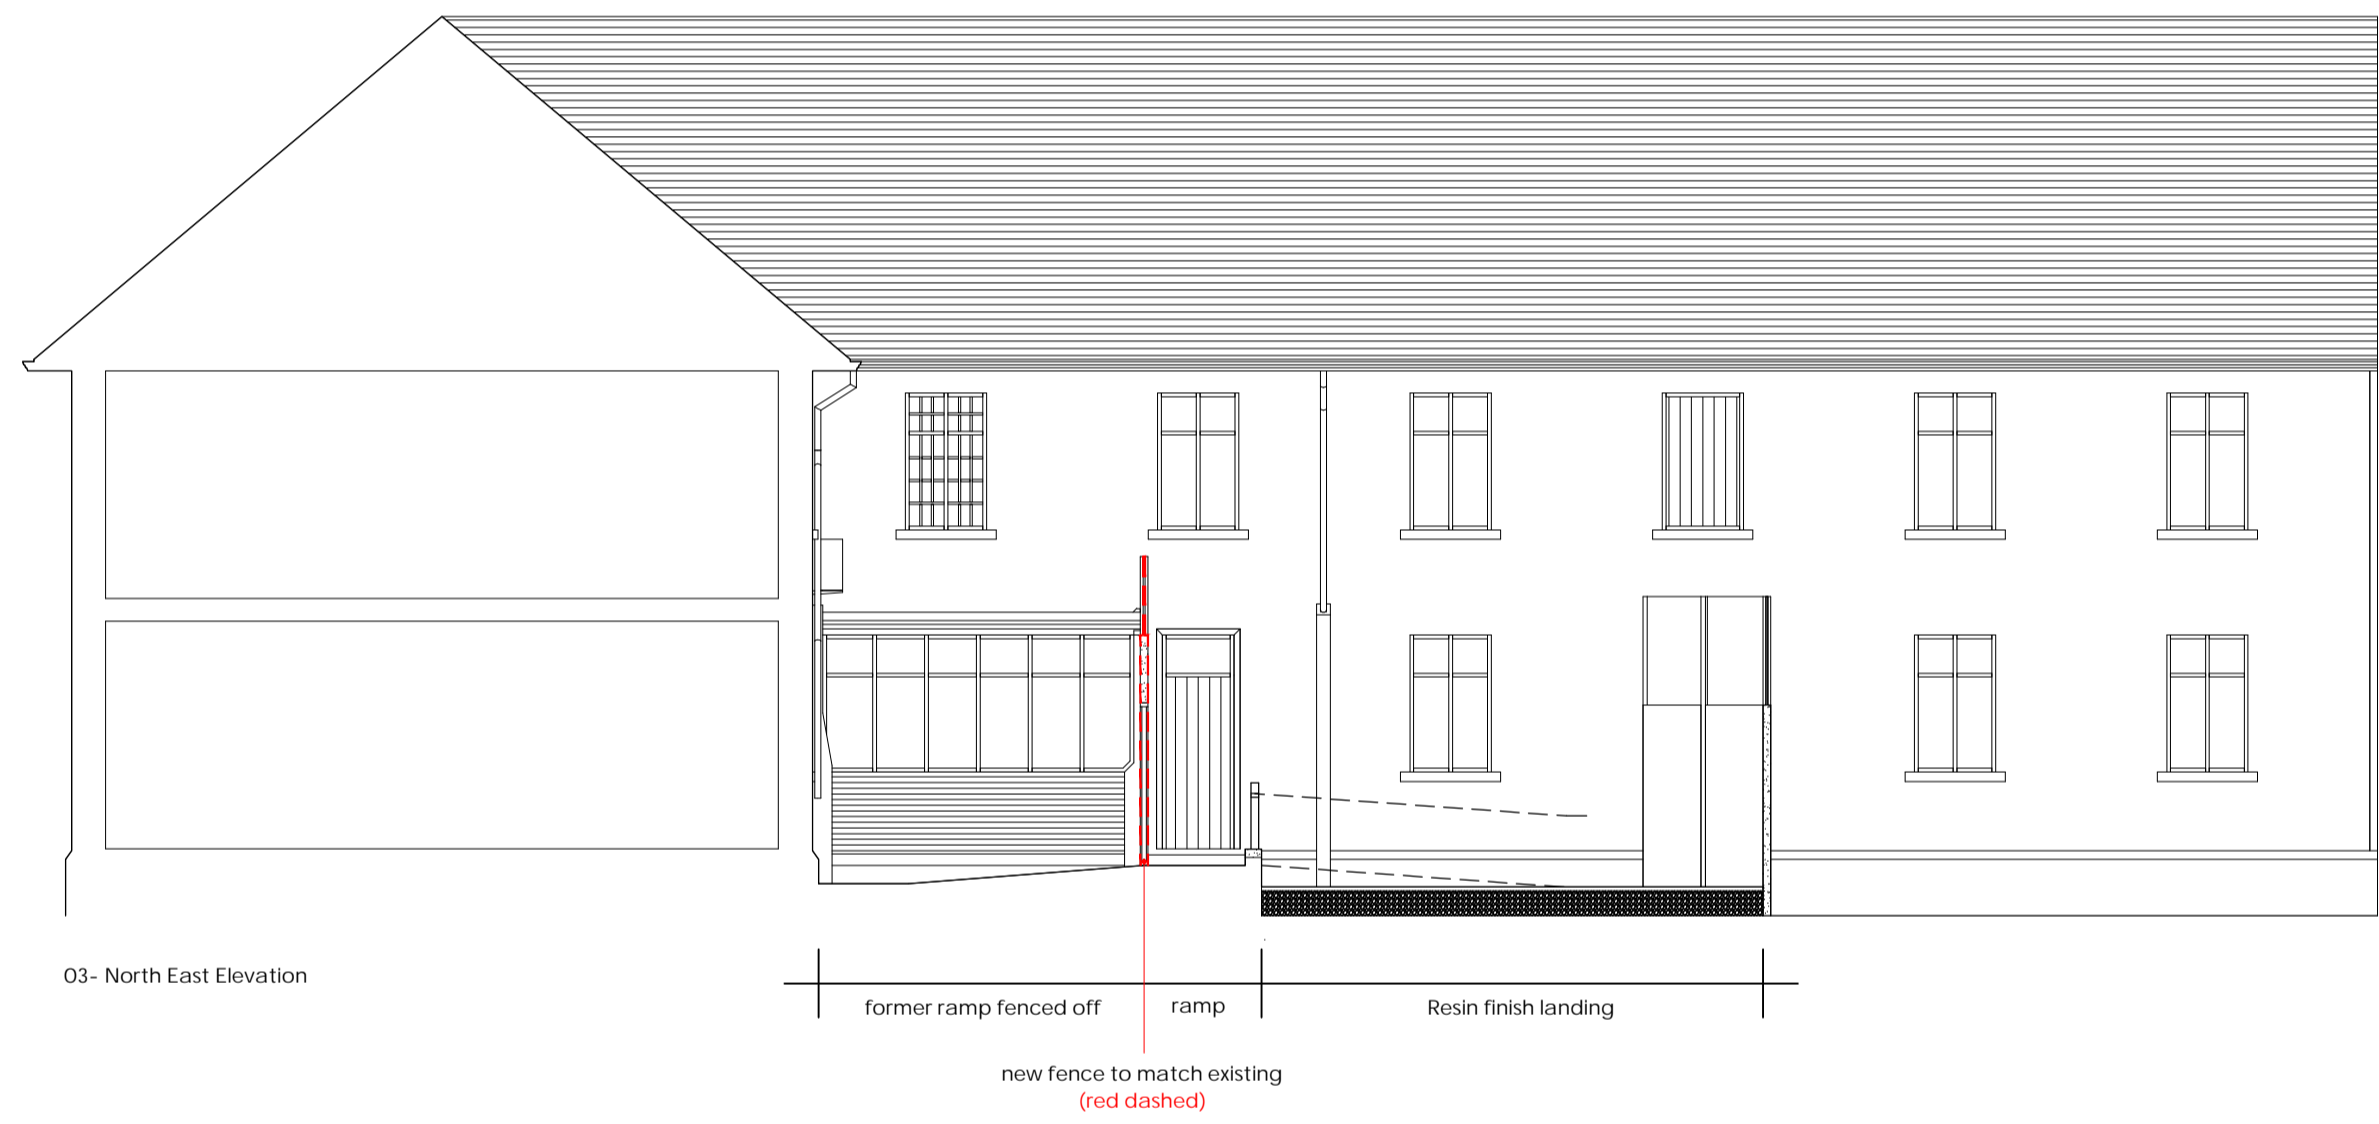 03- North East Elevation
former ramp fenced off
ramp
Resin finish landing
new fence to match existing
(red dashed)